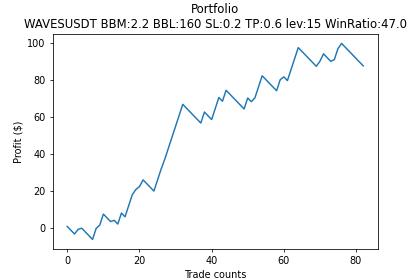 Portfolio
WAVESUSDT BBM:2.2 BBL:160 SL:0.2 TP:0.6 lev:15 WinRatio:47.0
100
80
60
40
20
0
Profit ($)
0 20 40 60 80
Trade counts